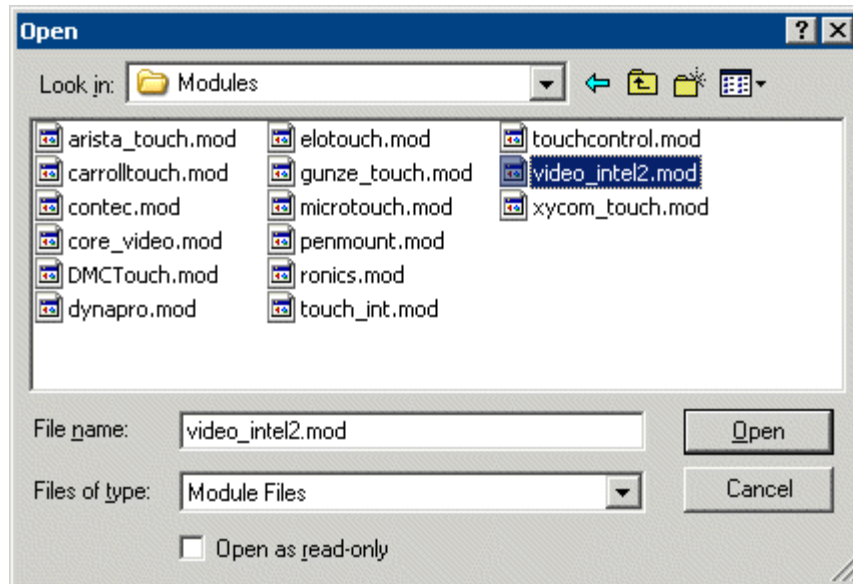 Open
Look in: Modules
arista_touch.mod
carrolltouch.mod
contec.mod
core_video.mod
DMCTouch.mod
dynapro.mod
elotouch.mod
gunze_touch.mod
microtouch.mod
penmount.mod
ronics.mod
touch_int.mod
touchcontrol.mod
video_intel2.mod
xycom_touch.mod
File name: video_intel2.mod Open
Files of type: Module Files Cancel
Open as read-only